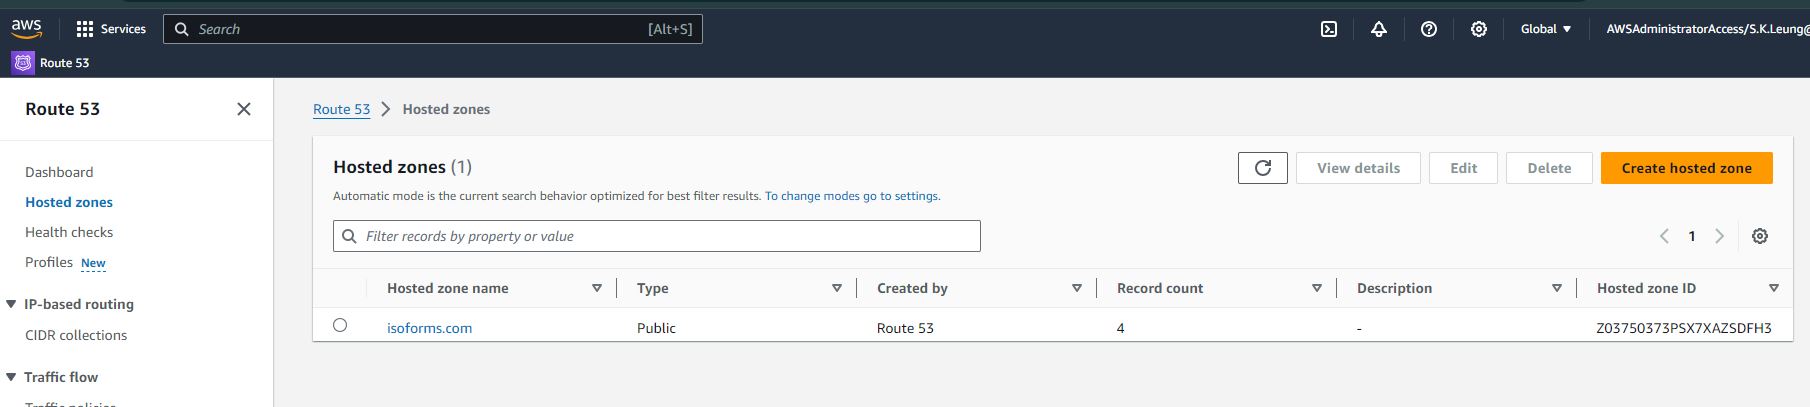 aws
Services
Search
[Alt+S]
Global
AWSAdministratorAccess/S.K.Leung@
Route 53
Route 53
Dashboard
Hosted zones
Health checks
Profiles New
IP-based routing
CIDR collections
Traffic flow
Traffic policies
Route 53 > Hosted zones
Hosted zones (1)
View details
Edit
Delete
Create hosted zone
Automatic mode is the current search behavior optimized for best filter results. To change modes go to settings.
Filter records by property or value
1
Hosted zone name Type Created by Record count Description Hosted zone ID
isoforms.com Public Route 53 4 - Z03750373PSX7XAZSDFH3